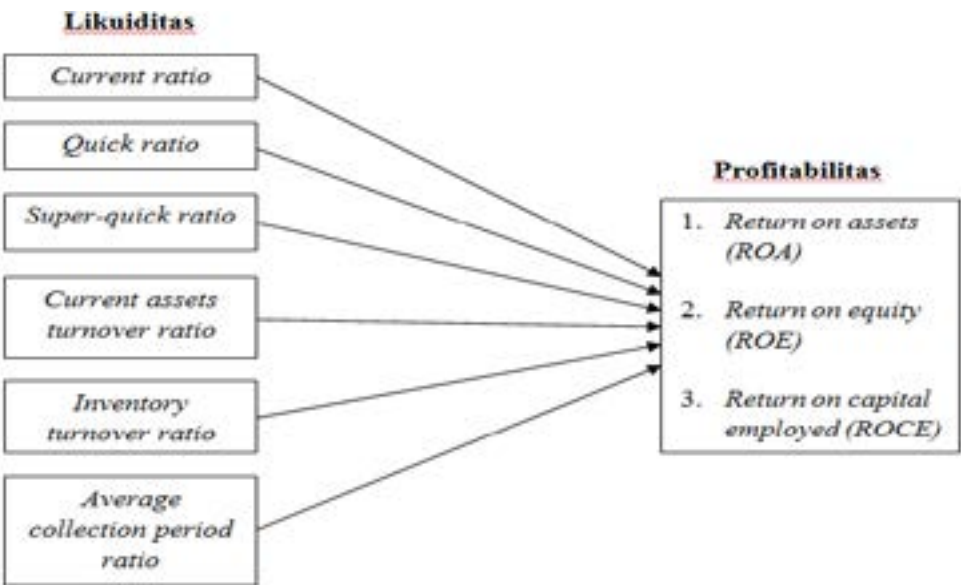 Likuiditas
Current ratio
Quick ratio
Super-quick ratio
Current assets
turnover ratio
Inventory
turnover ratio
Average
collection period
ratio
Profitabilitas
1. Return on assets
(ROA)
2. Return on equity
(ROE)
3. Return on capital
employed (ROCE)